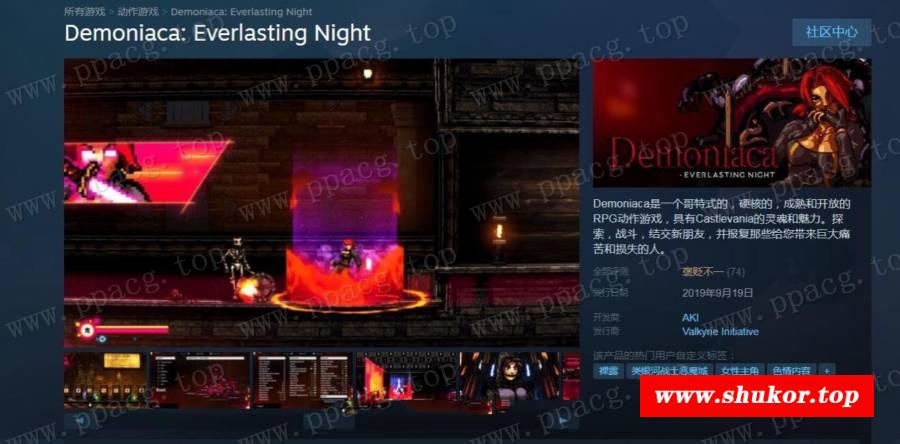 所有游戏 > 动作游戏 > Demoniaca: Everlasting Night
Demoniaca: Everlasting Night
社区中心
Demoniaca
· EVERLASTING NIGHT
Demoniaca是一个哥特式的，硬核的，成熟和开放的
RPG动作游戏，具有Castlevania的灵魂和魅力。探
索，战斗，结交新朋友，并报复那些给您带来巨大痛
苦和损失的人。
全部评测： 褒贬不一 (74)
发行日期： 2019年9月19日
开发商： AKI
发行商： Valkyrie Initiative
该产品的热门用户自定义标签：
裸露 类银河战士恶魔城 女性主角 色情内容 +
www.shukor.top
www.ppacg.top